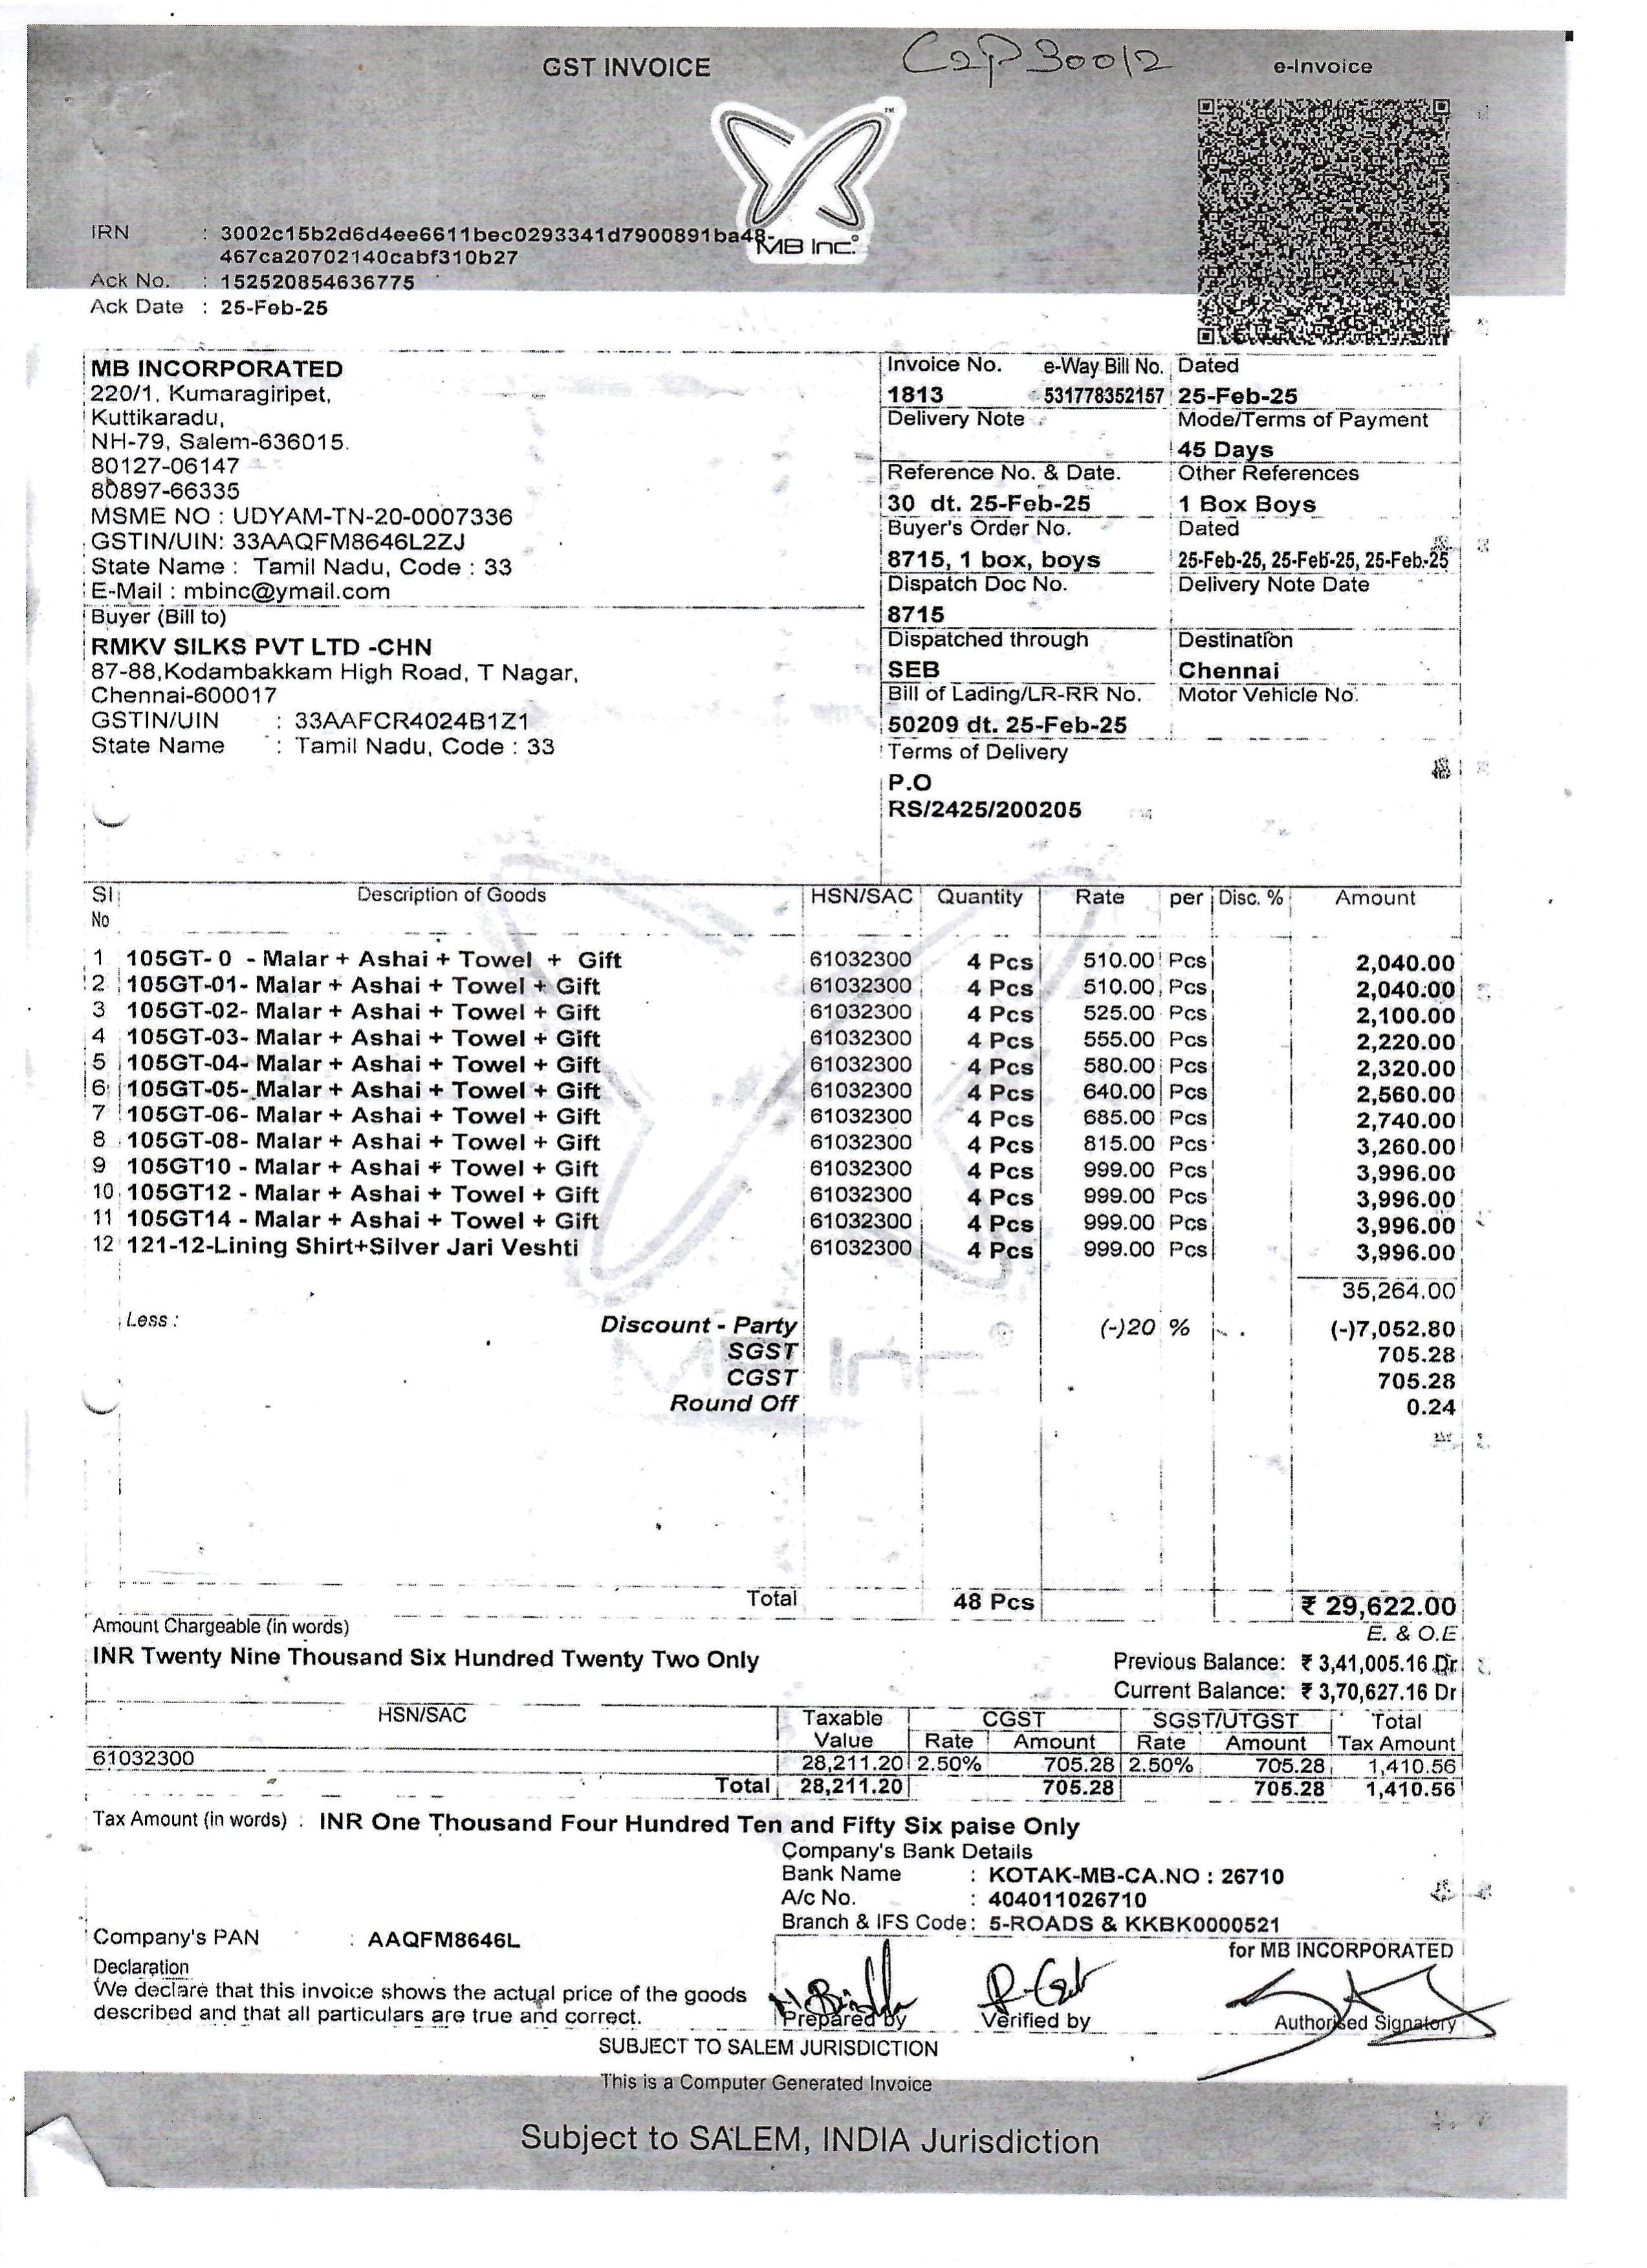 GST INVOICE
C2P30012
e-Invoice
MB Inc.
IRN : 3002c15b2d6d4ee6611bec0293341d7900891ba48-
467ca20702140cabf310b27
Ack No. : 152520854636775
Ack Date : 25-Feb-25
MB INCORPORATED
220/1, Kumaragiripet,
Kuttikaradu,
NH-79, Salem-636015.
80127-06147
80897-66335
MSME NO : UDYAM-TN-20-0007336
GSTIN/UIN: 33AAQFM8646L2ZJ
State Name : Tamil Nadu, Code : 33
E-Mail : mbinc@ymail.com
Buyer (Bill to)
RMKV SILKS PVT LTD -CHN
87-88,Kodambakkam High Road, T Nagar,
Chennai-600017
GSTIN/UIN : 33AAFCR4024B1Z1
State Name : Tamil Nadu, Code : 33
Invoice No. e-Way Bill No. Dated
1813 531778352157 25-Feb-25
Delivery Note Mode/Terms of Payment
45 Days
Reference No. & Date. Other References
30 dt. 25-Feb-25 1 Box Boys
Buyer's Order No. Dated
8715, 1 box, boys 25-Feb-25, 25-Feb-25, 25-Feb-25
Dispatch Doc No. Delivery Note Date
8715
Dispatched through Destination
SEB Chennai
Bill of Lading/LR-RR No. Motor Vehicle No.
50209 dt. 25-Feb-25
Terms of Delivery
P.O
RS/2425/200205
SI Description of Goods HSN/SAC Quantity Rate per Disc. % Amount
No
1 105GT- 0 - Malar + Ashai + Towel + Gift 61032300 4 Pcs 510.00 Pcs 2,040.00
2 105GT-01- Malar + Ashai + Towel + Gift 61032300 4 Pcs 510.00 Pcs 2,040.00
3 105GT-02- Malar + Ashai + Towel + Gift 61032300 4 Pcs 525.00 Pcs 2,100.00
4 105GT-03- Malar + Ashai + Towel + Gift 61032300 4 Pcs 555.00 Pcs 2,220.00
5 105GT-04- Malar + Ashai + Towel + Gift 61032300 4 Pcs 580.00 Pcs 2,320.00
6 105GT-05- Malar + Ashai + Towel + Gift 61032300 4 Pcs 640.00 Pcs 2,560.00
7 105GT-06- Malar + Ashai + Towel + Gift 61032300 4 Pcs 685.00 Pcs 2,740.00
8 105GT-08- Malar + Ashai + Towel + Gift 61032300 4 Pcs 815.00 Pcs 3,260.00
9 105GT10 - Malar + Ashai + Towel + Gift 61032300 4 Pcs 999.00 Pcs 3,996.00
10 105GT12 - Malar + Ashai + Towel + Gift 61032300 4 Pcs 999.00 Pcs 3,996.00
11 105GT14 - Malar + Ashai + Towel + Gift 61032300 4 Pcs 999.00 Pcs 3,996.00
12 121-12-Lining Shirt+Silver Jari Veshti 61032300 4 Pcs 999.00 Pcs 3,996.00
35,264.00
Less : Discount - Party (-)20 % (-)7,052.80
SGST 705.28
CGST 705.28
Round Off 0.24
MB Inc
Total 48 Pcs ₹ 29,622.00
Amount Chargeable (in words) E. & O.E
INR Twenty Nine Thousand Six Hundred Twenty Two Only
Previous Balance: ₹ 3,41,005.16 Dr
Current Balance: ₹ 3,70,627.16 Dr
HSN/SAC Taxable CGST SGST/UTGST Total
Value Rate Amount Rate Amount Tax Amount
61032300 28,211.20 2.50% 705.28 2.50% 705.28 1,410.56
Total 28,211.20 705.28 705.28 1,410.56
Tax Amount (in words) : INR One Thousand Four Hundred Ten and Fifty Six paise Only
Company's Bank Details
Bank Name : KOTAK-MB-CA.NO : 26710
A/c No. : 404011026710
Branch & IFS Code : 5-ROADS & KKBK0000521
Company's PAN : AAQFM8646L
Declaration
We declare that this invoice shows the actual price of the goods
described and that all particulars are true and correct.
for MB INCORPORATED
Prepared by Verified by Authorised Signatory
SUBJECT TO SALEM JURISDICTION
This is a Computer Generated Invoice
Subject to SALEM, INDIA Jurisdiction